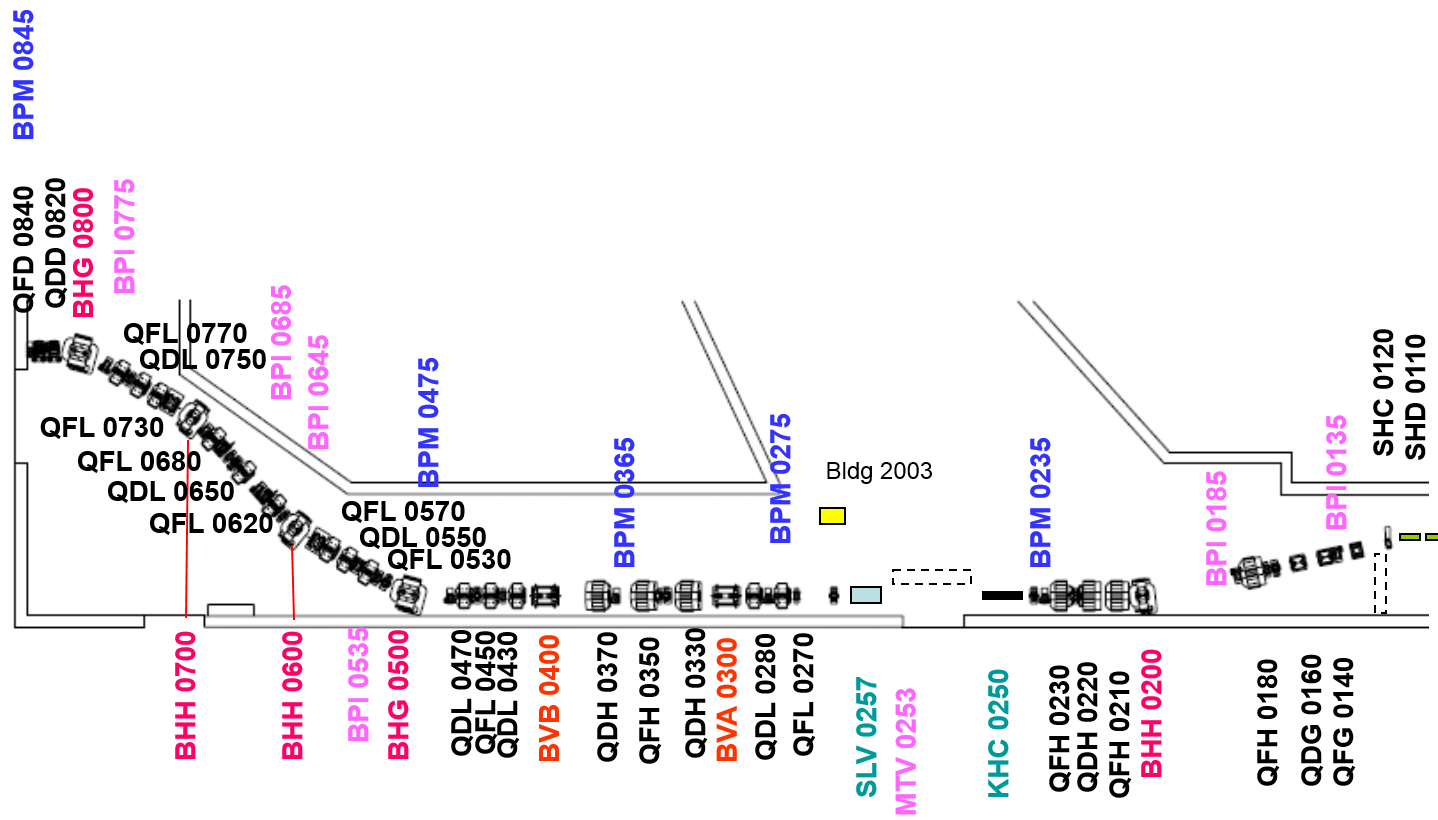 BPM 0845
QFD 0840
QDD 0820
BHG 0800
BPI 0775
QFL 0770
QDL 0750
BPI 0685
BPI 0645
QFL 0730
QFL 0680
QDL 0650
QFL 0620
BPM 0475
QFL 0570
QDL 0550
QFL 0530
BPM 0365
BPM 0275
Bldg 2003
BPM 0235
BPI 0185
BPI 0135
SHC 0120
SHD 0110
BHH 0700
BHH 0600
BPI 0535
BHG 0500
QDL 0470
QFL 0450
QDL 0430
BVB 0400
QDH 0370
QFH 0350
QDH 0330
BVA 0300
QDL 0280
QFL 0270
SLV 0257
MTV 0253
KHC 0250
QFH 0230
QDH 0220
QFH 0210
BHH 0200
QFH 0180
QDG 0160
QFG 0140